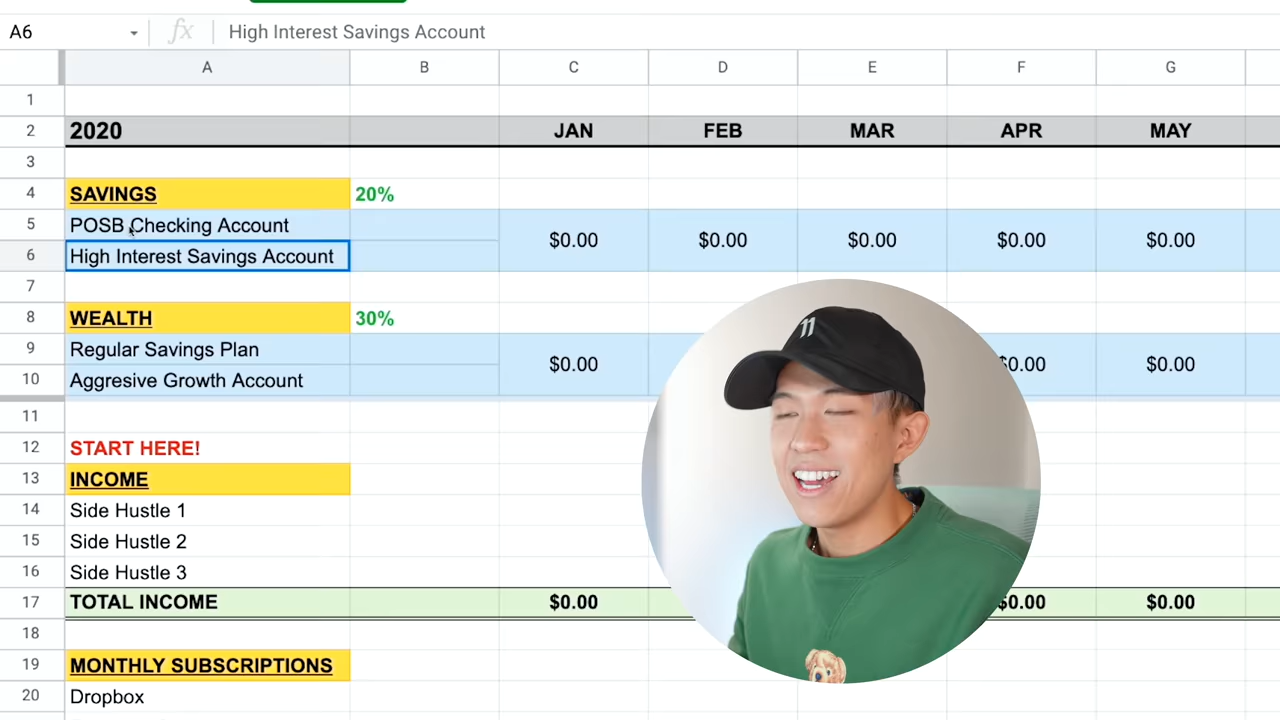 A6 fx High Interest Savings Account
A B C D E F G
1
2 2020 JAN FEB MAR APR MAY
3
4 SAVINGS 20%
5 POSB Checking Account
$0.00 $0.00 $0.00 $0.00 $0.00
6 High Interest Savings Account
7
8 WEALTH 30%
9 Regular Savings Plan
$0.00 $0.00 $0.00
10 Aggresive Growth Account
11
12 START HERE!
13 INCOME
14 Side Hustle 1
15 Side Hustle 2
16 Side Hustle 3
17 TOTAL INCOME $0.00 $0.00 $0.00
18
19 MONTHLY SUBSCRIPTIONS
20 Dropbox